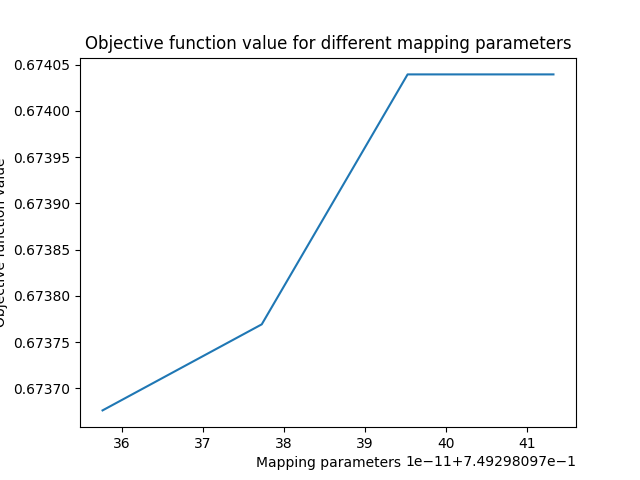 Objective function value for different mapping parameters
0.67405
0.67400
0.67395
0.67390
0.67385
0.67380
0.67375
0.67370
Objective function value
36 37 38 39 40 41
Mapping parameters 1e−11+7.49298097e−1